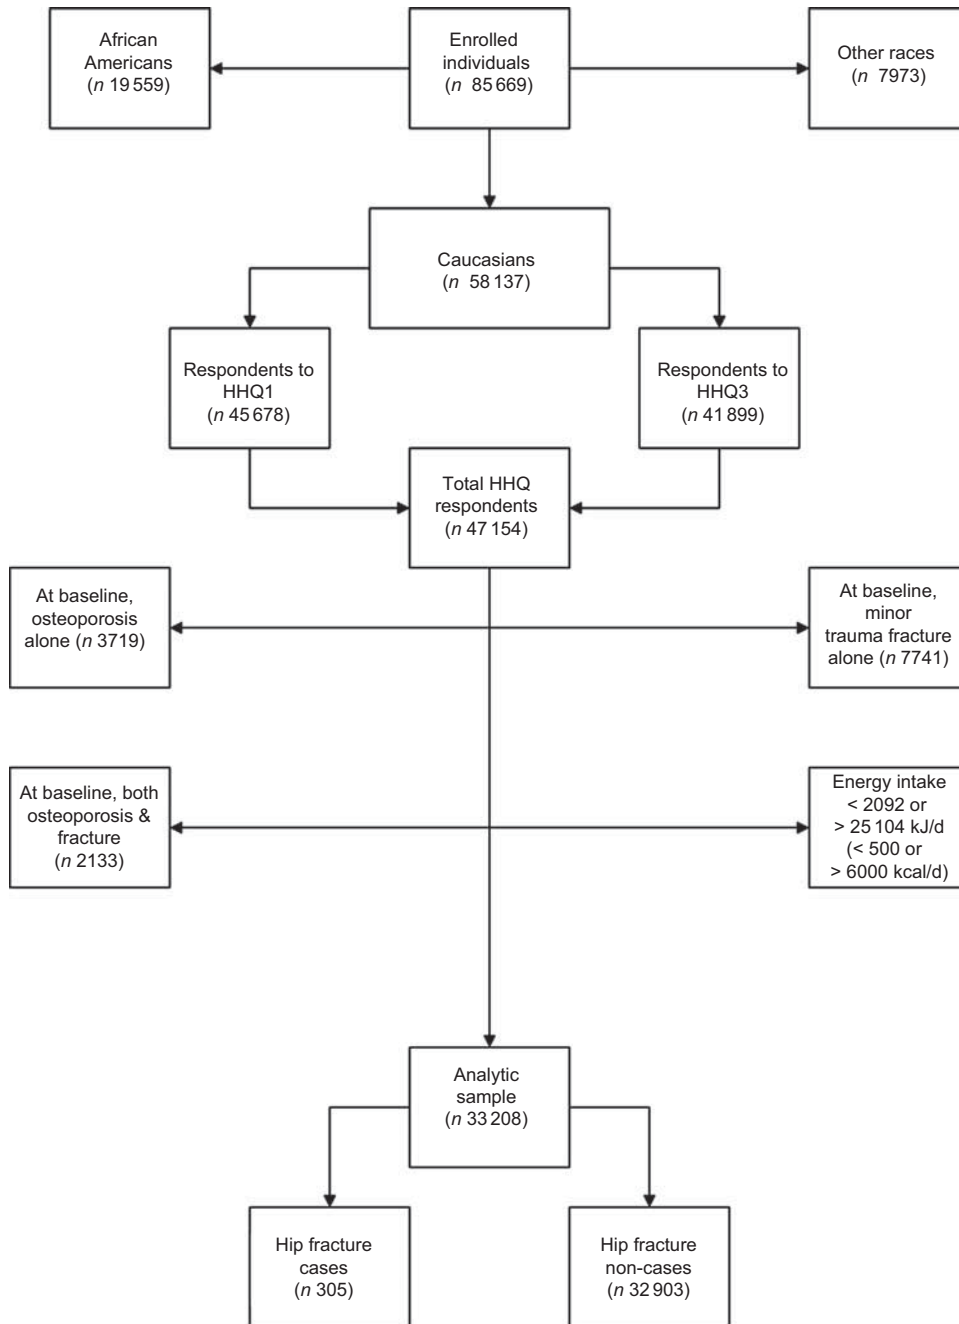 African
Americans
(n 19 559)
Enrolled
individuals
(n 85 669)
Other races
(n 7973)
Caucasians
(n 58 137)
Respondents to
HHQ1
(n 45 678)
Respondents to
HHQ3
(n 41 899)
Total HHQ
respondents
(n 47 154)
At baseline,
osteoporosis
alone (n 3719)
At baseline,
minor
trauma fracture
alone (n 7741)
At baseline, both
osteoporosis &
fracture
(n 2133)
Energy intake
< 2092 or
> 25 104 kJ/d
(< 500 or
> 6000 kcal/d)
Analytic
sample
(n 33 208)
Hip fracture
cases
(n 305)
Hip fracture
non-cases
(n 32 903)